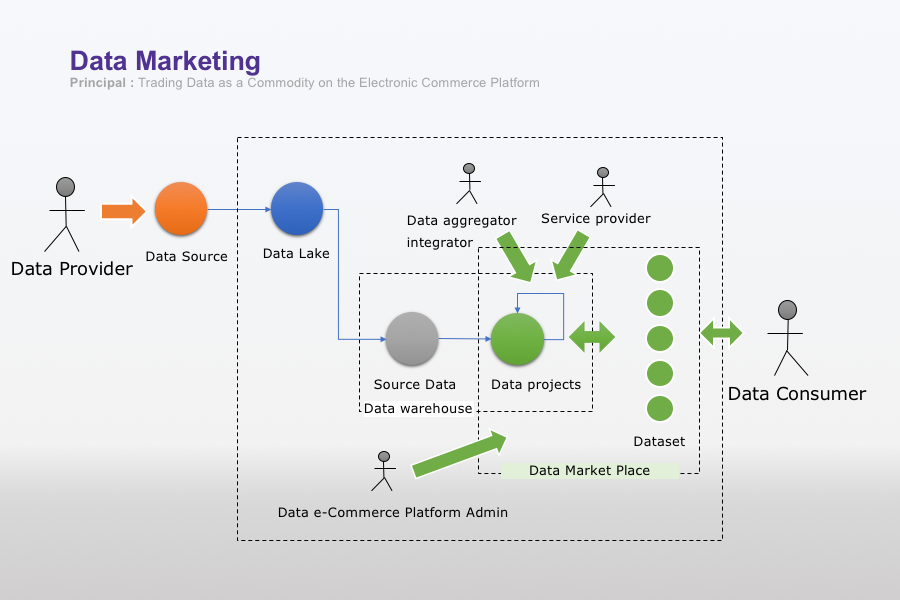 Data Marketing
Principal : Trading Data as a Commodity on the Electronic Commerce Platform
Data aggregator
integrator
Service provider
Data Provider
Data Source
Data Lake
Source Data
Data projects
Data warehouse
Data Consumer
Dataset
Data Market Place
Data e-Commerce Platform Admin